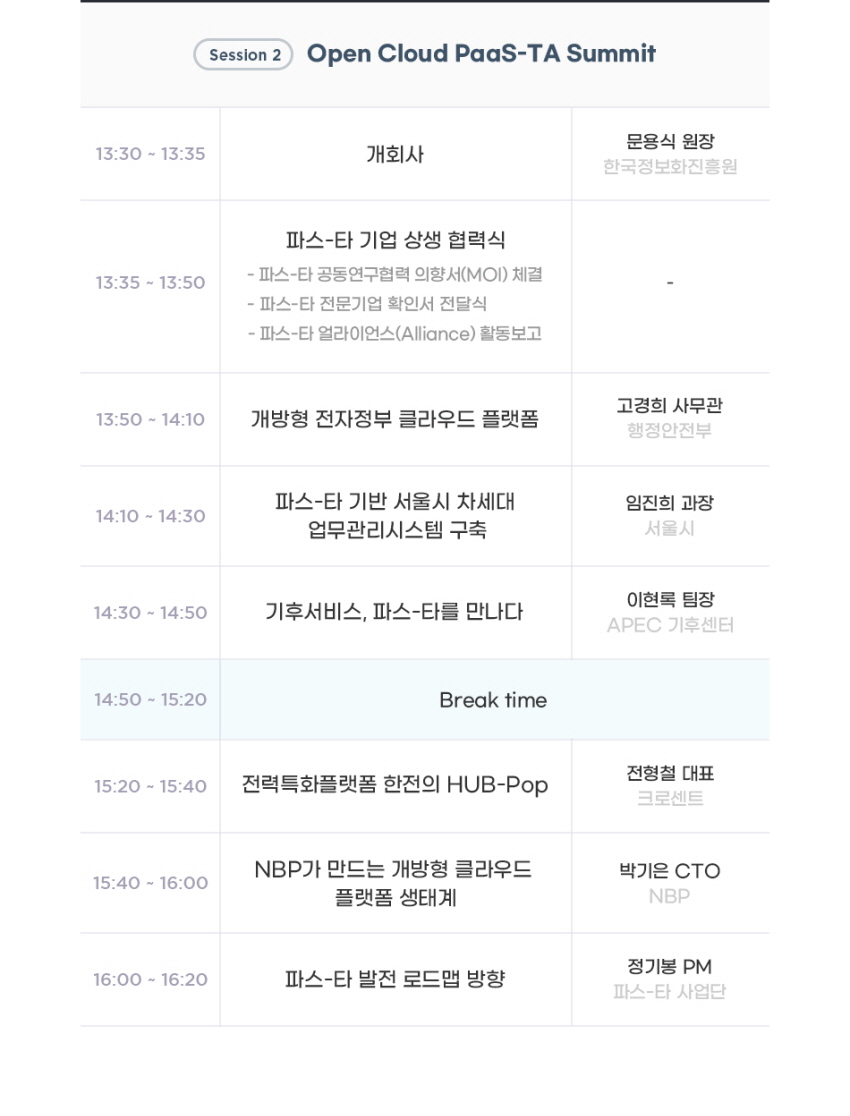 Session 2 Open Cloud PaaS-TA Summit
13:30 ~ 13:35
개회사
문용식 원장
한국정보화진흥원
13:35 ~ 13:50
파스-타 기업 상생 협력식
- 파스-타 공동연구협력 의향서(MOI) 체결
- 파스-타 전문기업 확인서 전달식
- 파스-타 얼라이언스(Alliance) 활동보고
-
13:50 ~ 14:10
개방형 전자정부 클라우드 플랫폼
고경희 사무관
행정안전부
14:10 ~ 14:30
파스-타 기반 서울시 차세대
업무관리시스템 구축
임진희 과장
서울시
14:30 ~ 14:50
기후서비스, 파스-타를 만나다
이현록 팀장
APEC 기후센터
14:50 ~ 15:20
Break time
15:20 ~ 15:40
전력특화플랫폼 한전의 HUB-Pop
전형철 대표
크로센트
15:40 ~ 16:00
NBP가 만드는 개방형 클라우드
플랫폼 생태계
박기은 CTO
NBP
16:00 ~ 16:20
파스-타 발전 로드맵 방향
정기봉 PM
파스-타 사업단